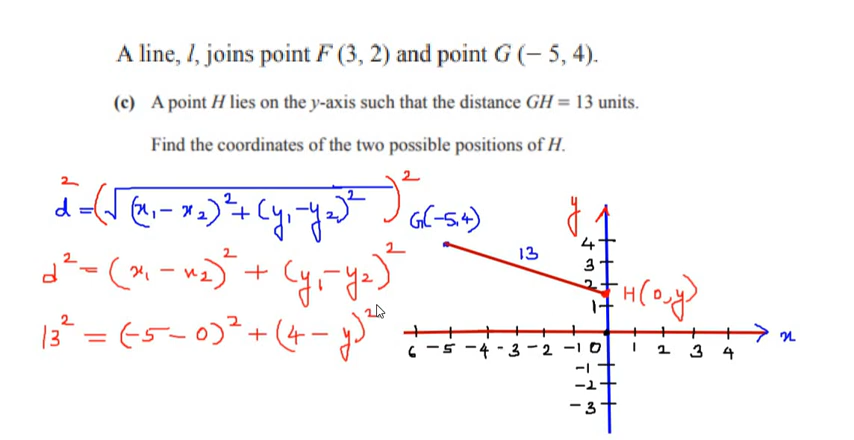 A line, l, joins point F (3, 2) and point G (− 5, 4).
(c) A point H lies on the y-axis such that the distance GH = 13 units.
Find the coordinates of the two possible positions of H.
d² = (√(x₁ − x₂)² + (y₁ − y₂)²)²
G(−5,4)
y
d² = (x₁ − x₂)² + (y₁ − y₂)²
13
4
3
2
1
H(0,y)
13² = (−5 − 0)² + (4 − y)²
6 −5 −4 −3 −2 −1 0 1 2 3 4
x
−1
−2
−3